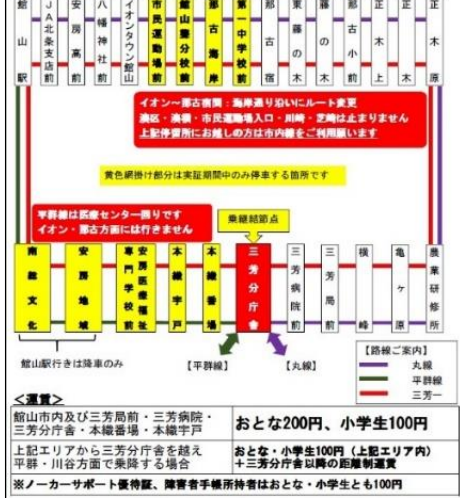 館山駅
JA北条支店前
安房高前
八幡神社前
イオンタウン館山
市民運動場前
館山聾分校前
那古海岸
第一中学校前
那古宿
東藤の木
藤の木
那古小前
正木上
正木
正木原
イオン～那古宿間：海岸通り沿いにルート変更
湊区・湊橋・市民運動場入口・川崎・芝崎は止まりません
上記停留所にお越しの方は市内線をご利用願います
黄色網掛け部分は実証期間中のみ停車する箇所です
平群線は医療センター廻りです
イオン・那古方面には行きません
乗継結節点
南総文化
安房地域
安房医療福祉
専門学校前
本織宇戸
本織番場
三芳分庁舎
三芳病院前
三芳局前
横峰
亀ヶ原
農業研修所
館山駅行きは降車のみ
【平群線】
【丸線】
【路線ご案内】
丸線
平群線
三芳一
＜運賃＞
館山市内及び三芳局前・三芳病院・
三芳分庁舎・本織番場・本織宇戸
おとな200円、小学生100円
上記エリアから三芳分庁舎を越え
平群・川谷方面で乗降する場合
おとな・小学生100円（上記エリア内）
＋三芳分庁舎以降の距離制運賃
※ノーカーサポート優待証、障害者手帳所持者はおとな・小学生とも100円